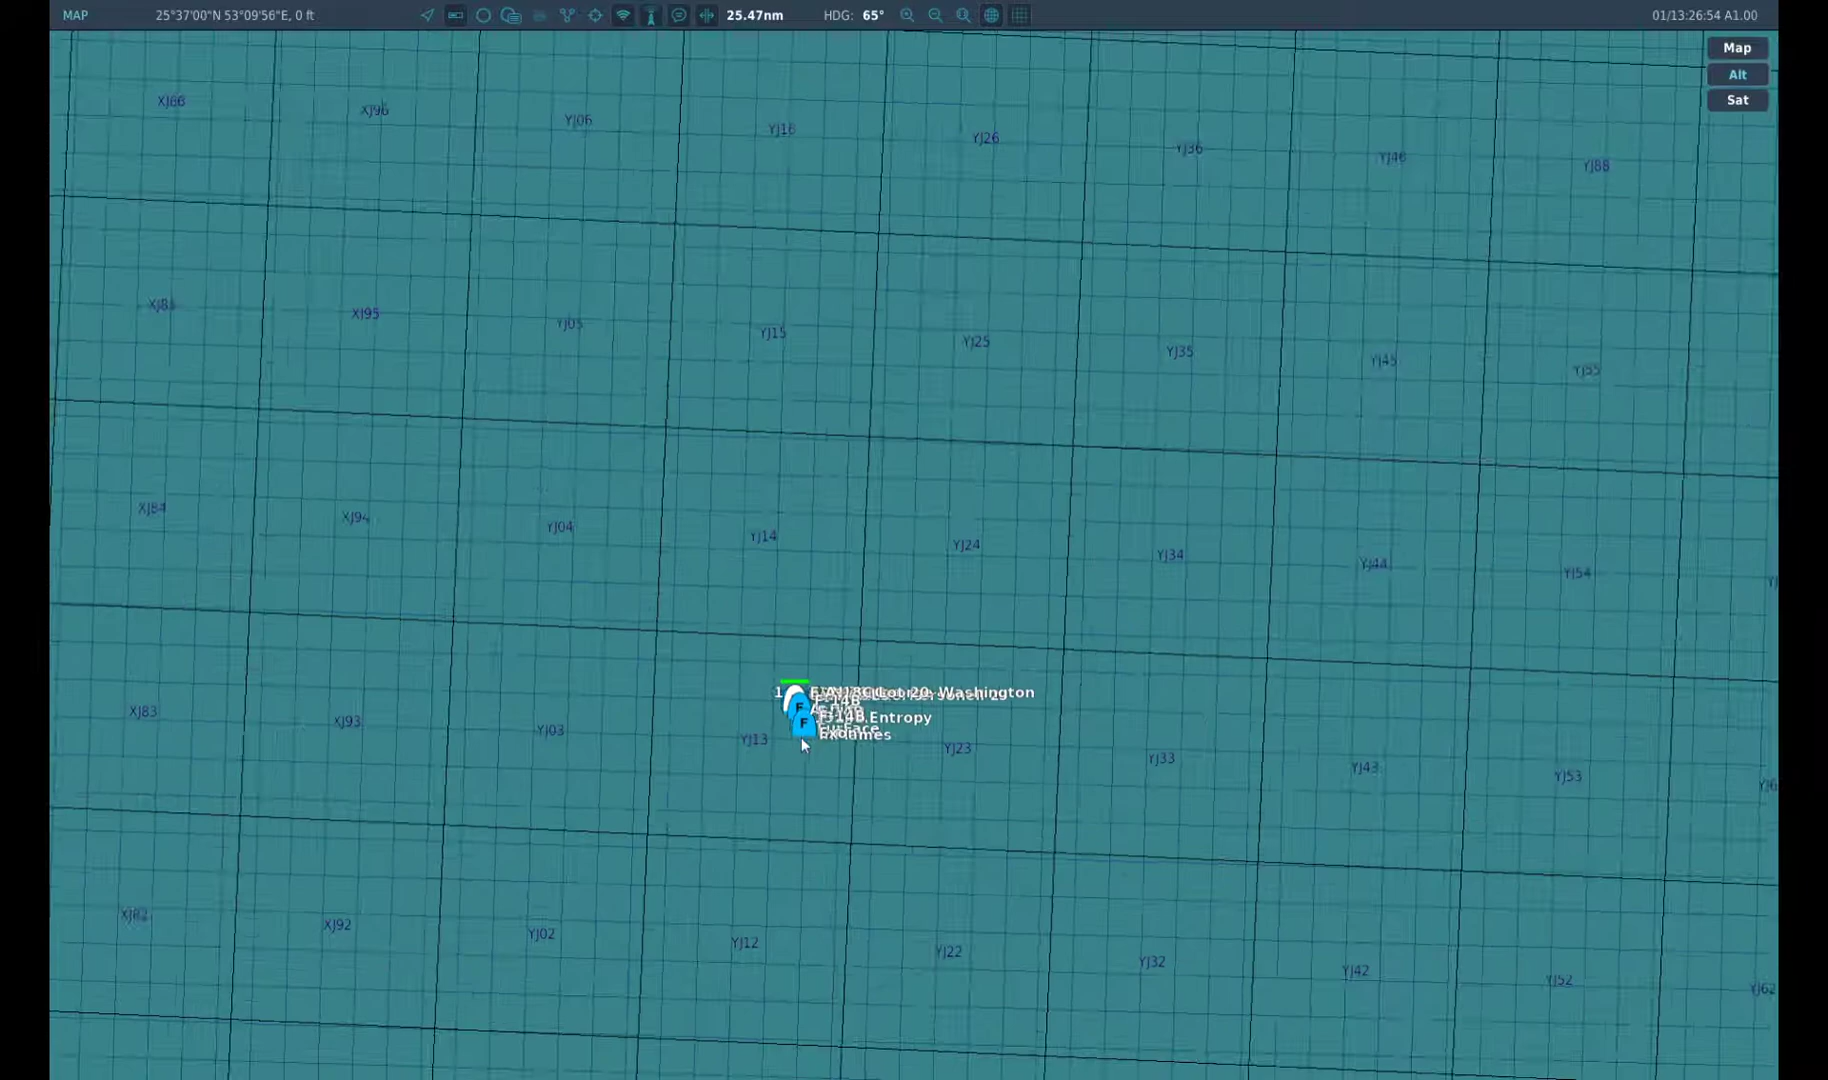 MAP 25°37'00"N 53°09'56"E, 0 ft 25.47nm HDG: 65° 01/13:26:54 A1.00
Map
Alt
Sat
XJ86 XJ96 YJ06 YJ16 YJ26 YJ36 YJ46
XJ95 YJ05 YJ15 YJ25 YJ35 YJ45 YJ55
XJ84 XJ94 YJ04 YJ14 YJ24 YJ34 YJ44 YJ54
Washington
F-14B
F
F-14B Entropy
F
XJ83 XJ93 YJ03 YJ13 YJ23 YJ33 YJ43 YJ53
XJ82 XJ92 YJ02 YJ12 YJ22 YJ32 YJ42 YJ52 YJ62